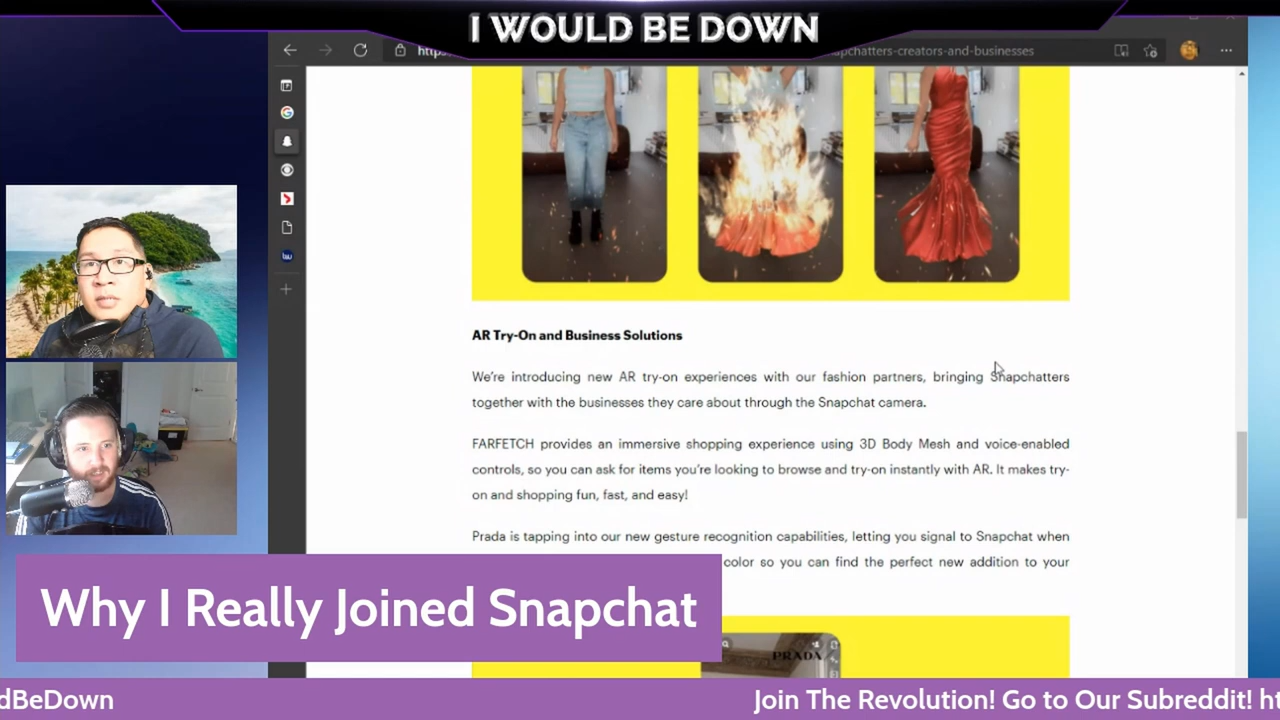 I WOULD BE DOWN
https
apchatters-creators-and-businesses
AR Try-On and Business Solutions
We're introducing new AR try-on experiences with our fashion partners, bringing Snapchatters
together with the businesses they care about through the Snapchat camera.
FARFETCH provides an immersive shopping experience using 3D Body Mesh and voice-enabled
controls, so you can ask for items you're looking to browse and try-on instantly with AR. It makes try-
on and shopping fun, fast, and easy!
Prada is tapping into our new gesture recognition capabilities, letting you signal to Snapchat when
color so you can find the perfect new addition to your
PRADA
Why I Really Joined Snapchat
dBeDown
Join The Revolution! Go to Our Subreddit! ht